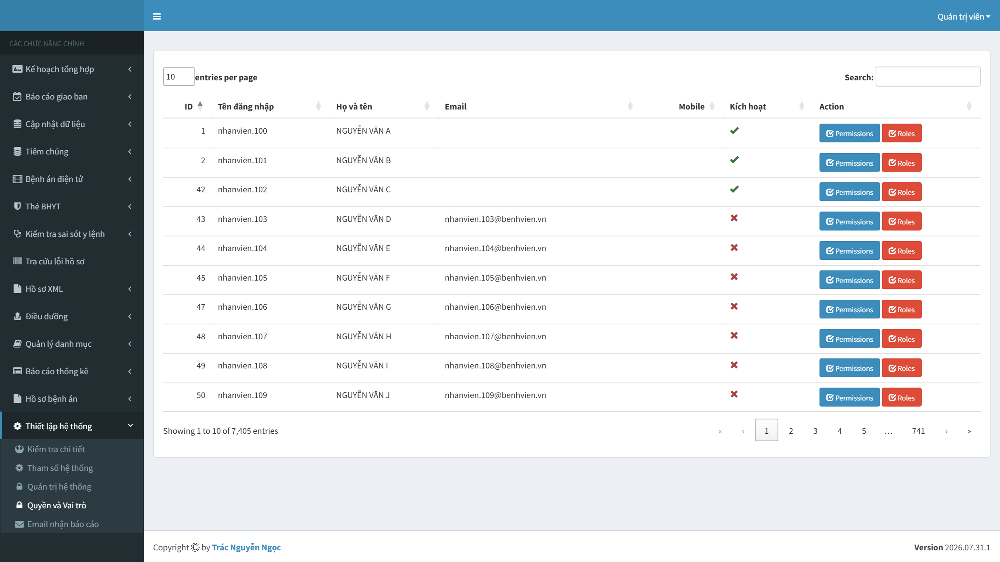 Quản trị viên
CÁC CHỨC NĂNG CHÍNH
Kế hoạch tổng hợp
Báo cáo giao ban
Cập nhật dữ liệu
Tiêm chủng
Bệnh án điện tử
Thẻ BHYT
Kiểm tra sai sót y lệnh
Tra cứu lỗi hồ sơ
Hồ sơ XML
Điều dưỡng
Quản lý danh mục
Báo cáo thống kê
Hồ sơ bệnh án
Thiết lập hệ thống
Kiểm tra chi tiết
Tham số hệ thống
Quản trị hệ thống
Quyền và Vai trò
Email nhận báo cáo
10 entries per page Search:
ID Tên đăng nhập Họ và tên Email Mobile Kích hoạt Action
1 nhanvien.100 NGUYỄN VĂN A Permissions Roles
2 nhanvien.101 NGUYỄN VĂN B Permissions Roles
42 nhanvien.102 NGUYỄN VĂN C Permissions Roles
43 nhanvien.103 NGUYỄN VĂN D nhanvien.103@benhvien.vn Permissions Roles
44 nhanvien.104 NGUYỄN VĂN E nhanvien.104@benhvien.vn Permissions Roles
45 nhanvien.105 NGUYỄN VĂN F nhanvien.105@benhvien.vn Permissions Roles
47 nhanvien.106 NGUYỄN VĂN G nhanvien.106@benhvien.vn Permissions Roles
48 nhanvien.107 NGUYỄN VĂN H nhanvien.107@benhvien.vn Permissions Roles
49 nhanvien.108 NGUYỄN VĂN I nhanvien.108@benhvien.vn Permissions Roles
50 nhanvien.109 NGUYỄN VĂN J nhanvien.109@benhvien.vn Permissions Roles
Showing 1 to 10 of 7,405 entries « ‹ 1 2 3 4 5 … 741 › »
Copyright © by Trác Nguyễn Ngọc Version 2026.07.31.1